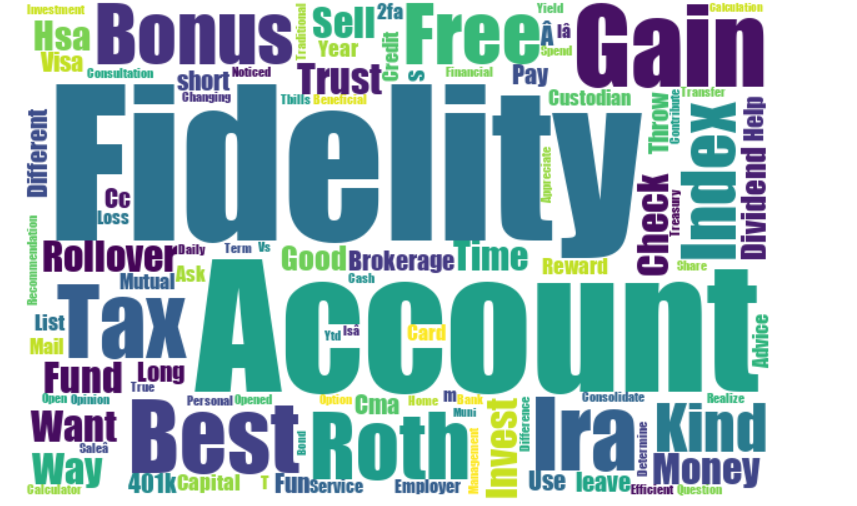 Investment
Hsa
Visa
Bonus
Traditional
Sell
2fa
Year
Credit
Free
Yield
Â
Iâ
Spend
Gain
Calculation
Consultation
short
Noticed
Changing
Trust
s
Financial
Pay
Tbills
Beneficial
Custodian
Throw
Contribute
Transfer
Index
Help
Dividend
Different
Fidelity
Cc
Loss
Appreciate
Check
Treasury
Share
Recommendation
Rollover
Daily
Term
Vs
Good
Brokerage
Time
Reward
Mutual
Ask
Cash
List
Tax
Mail
Account
Ytd
Isâ
Card
Advice
Fund
Long
True
Open
Opinion
Personal
Opened
Option
Cma
Home
m
Bank
Muni
Consolidate
Realize
Want
Saleâ
Best
Bond
Roth
Management
Invest
Difference
Ira
Determine
Kind
Way
Money
Calculator
401k
Capital
T
Fun
Service
Employer
Use
leave
Efficient
Question